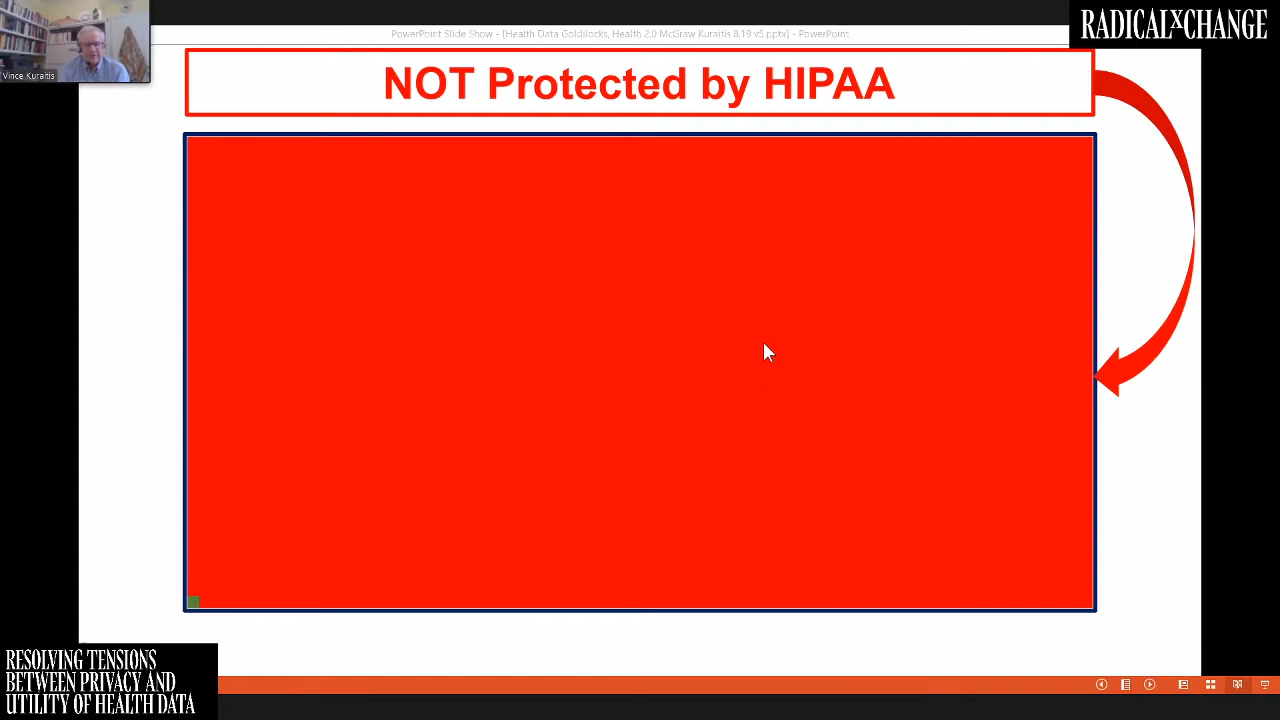 PowerPoint Slide Show - [Health Data Goldilocks, Health 2.0 McGraw Kuraitis 8.19 v5.pptx] - PowerPoint
RADICALXCHANGE
Vince Kuraitis
NOT Protected by HIPAA
RESOLVING TENSIONS
BETWEEN PRIVACY AND
UTILITY OF HEALTH DATA